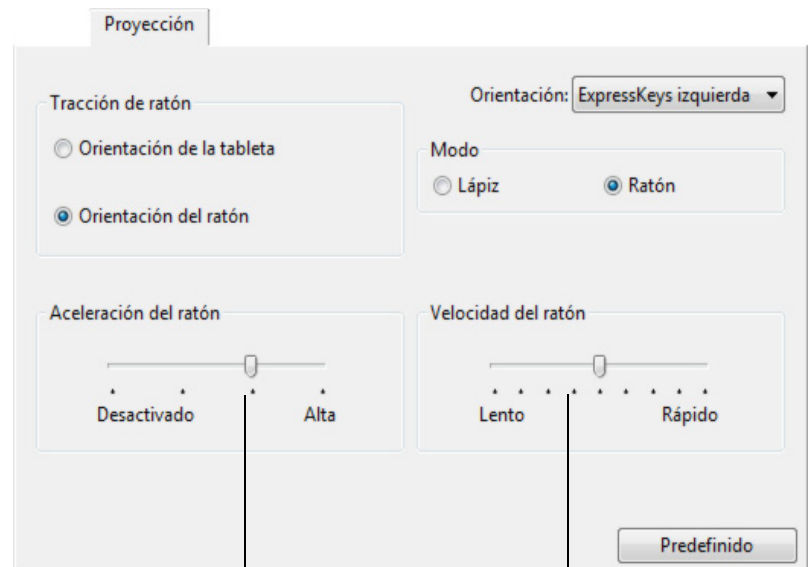 Proyección
Orientación: ExpressKeys izquierda
Tracción de ratón
Orientación de la tableta
Orientación del ratón
Modo
Lápiz Ratón
Aceleración del ratón
Desactivado Alta
Velocidad del ratón
Lento Rápido
Predefinido